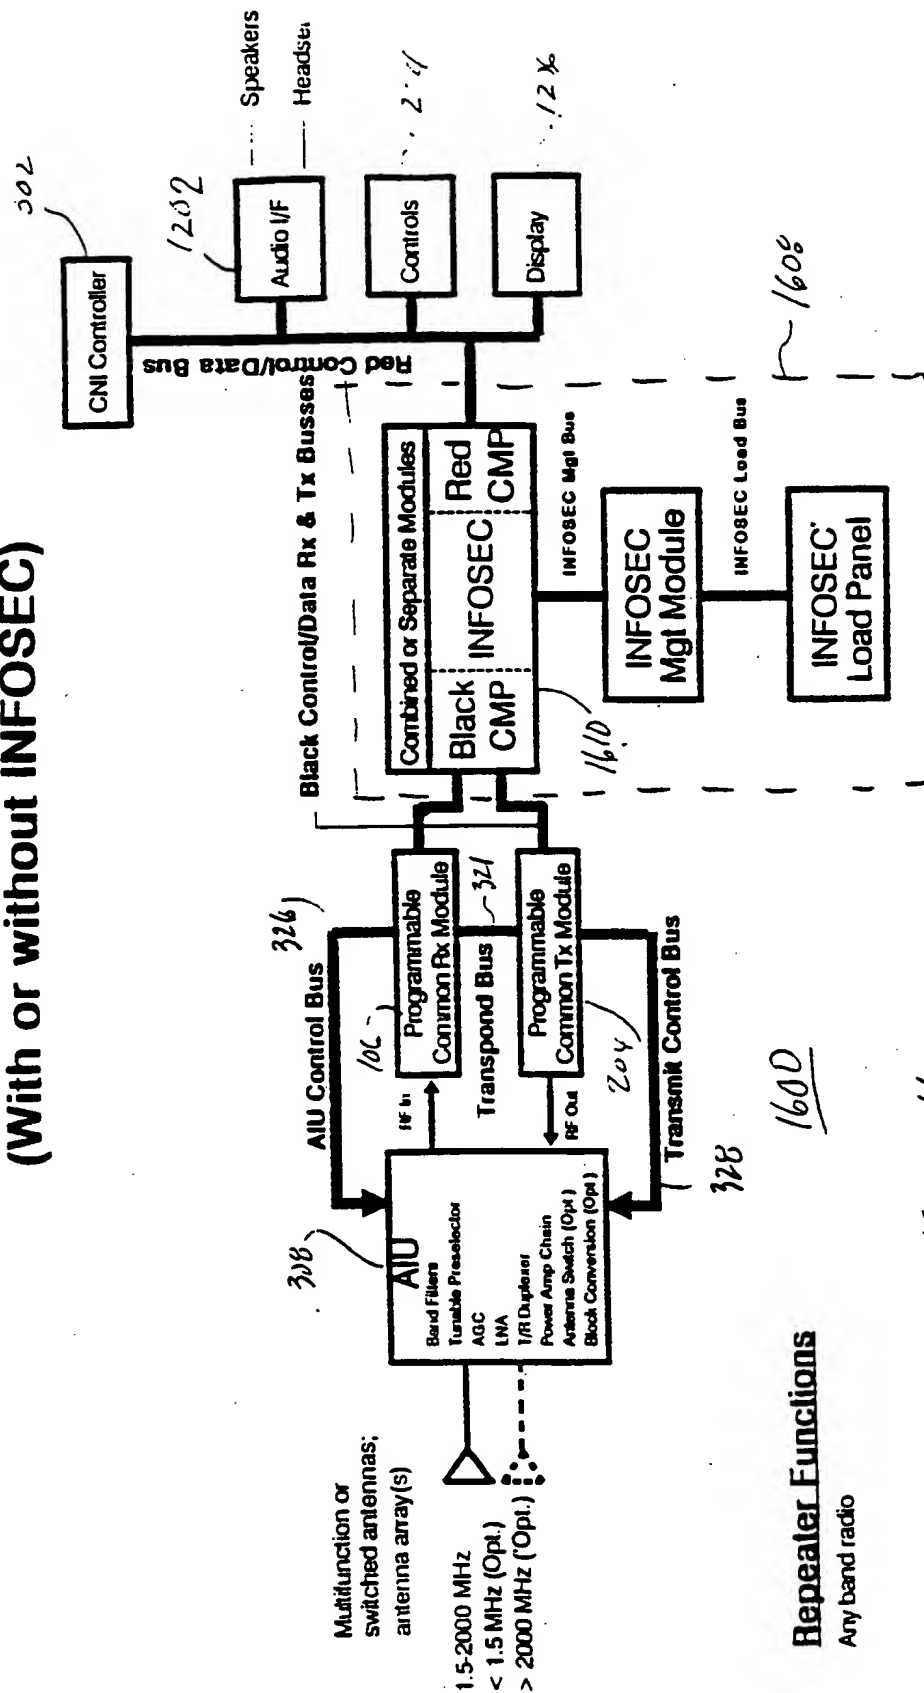 (With or without INFOSEC)
Multifunction or
switched antennas;
antenna array(s)
1.5-2000 MHz
< 1.5 MHz (Opt.)
> 2000 MHz (Opt.)
308
AIU
Band Filters
Tunable Preselector
AGC
LNA
T/R Duplexer
Power Amp Chain
Antenna Switch (Opt)
Block Conversion (Opt)
AIU Control Bus
326
RF In
RF Out
106
Programmable
Common Rx Module
Transpond Bus
321
Programmable
Common Tx Module
204
Transmit Control Bus
328
Black Control/Data Rx & Tx Busses
Combined or Separate Modules
Black
CMP
INFOSEC
Red
CMP
1610
INFOSEC Mgt Bus
INFOSEC
Mgt Module
INFOSEC Load Bus
INFOSEC
Load Panel
1608
Red Control/Data Bus
CNI Controller
302
1202
Audio I/F
Speakers
Controls
Display
1600
Repeater Functions
Any band radio